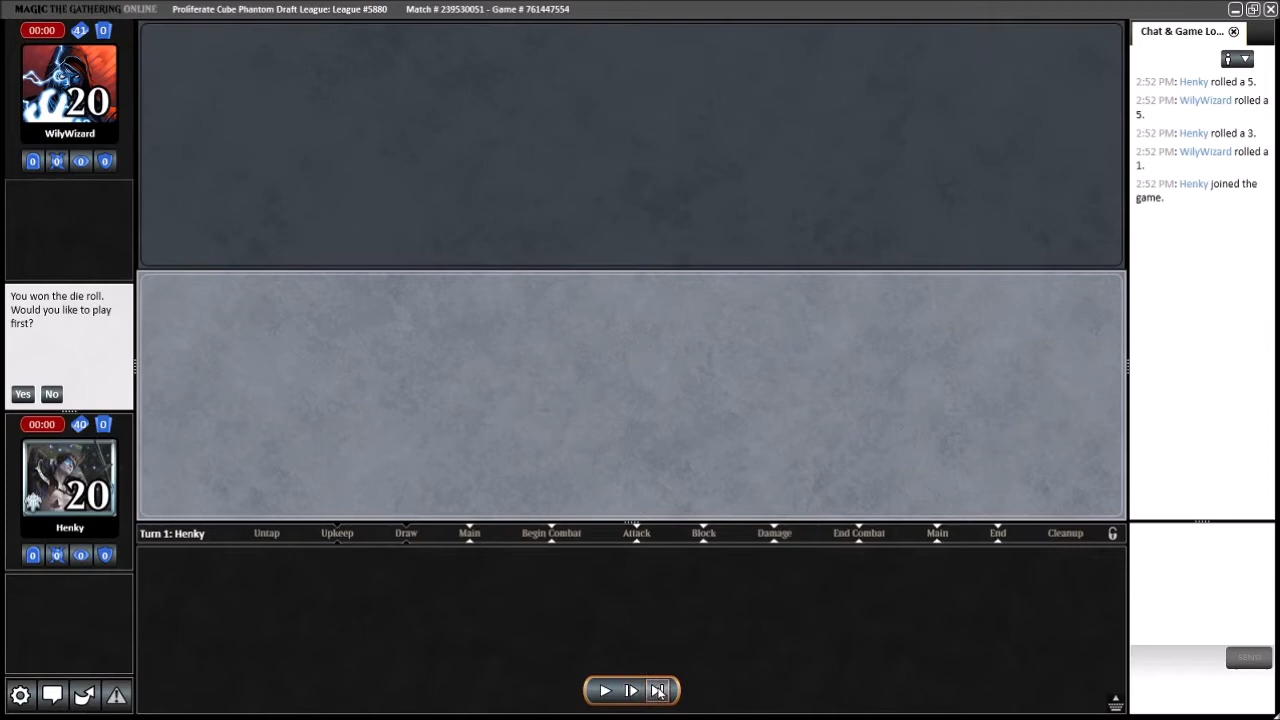 MAGIC THE GATHERING ONLINE Proliferate Cube Phantom Draft League: League #5880 Match # 239530051 - Game # 761447554
00:00 41 0
20
WilyWizard
0 0 0 0
You won the die roll.
Would you like to play
first?
Yes No
00:00 40 0
20
Henky
0 0 0 0
Turn 1: Henky Untap Upkeep Draw Main Begin Combat Attack Block Damage End Combat Main End Cleanup
Chat & Game Lo...
2:52 PM: Henky rolled a 5.
2:52 PM: WilyWizard rolled a
5.
2:52 PM: Henky rolled a 3.
2:52 PM: WilyWizard rolled a
1.
2:52 PM: Henky joined the
game.
SEND